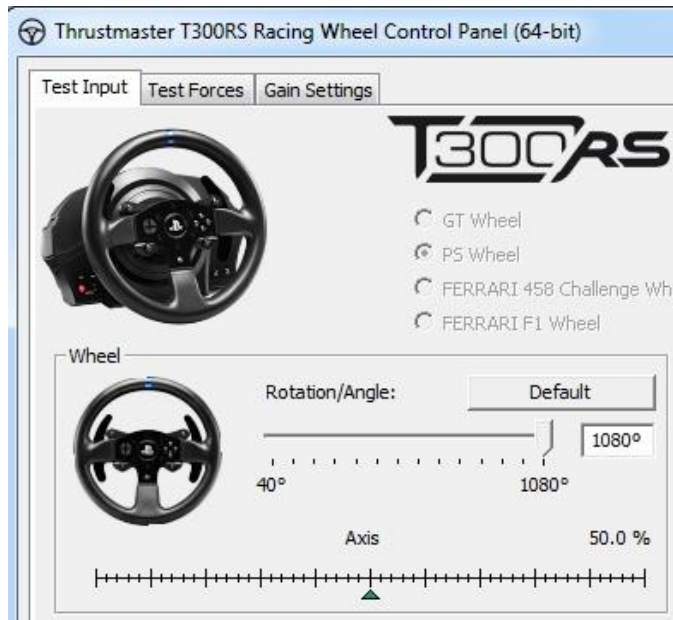 Thrustmaster T300RS Racing Wheel Control Panel (64-bit)
Test Input Test Forces Gain Settings
T300RS
GT Wheel
PS Wheel
FERRARI 458 Challenge Wh
FERRARI F1 Wheel
Wheel
Rotation/Angle: Default
1080°
40° 1080°
Axis 50.0 %